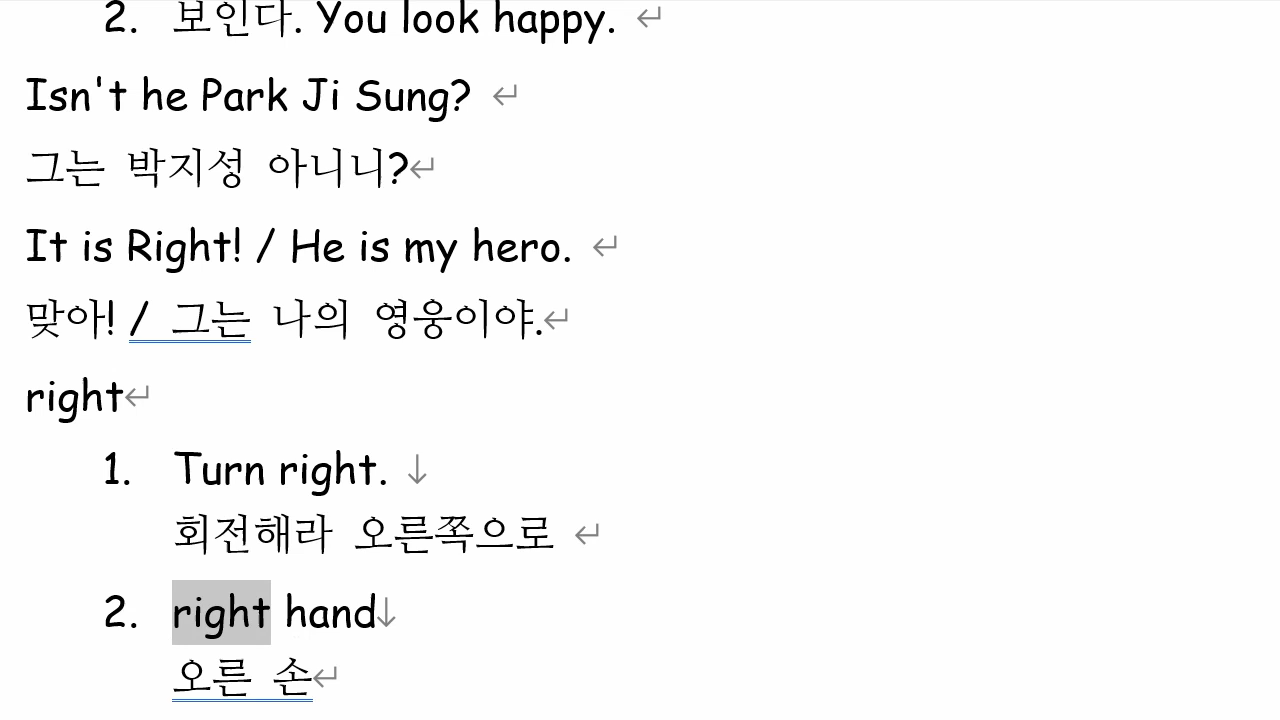 2. 보인다. You look happy.
Isn't he Park Ji Sung?
그는 박지성 아니니?
It is Right! / He is my hero.
맞아! / 그는 나의 영웅이야.
right
1. Turn right.
회전해라 오른쪽으로
2. right hand
오른 손